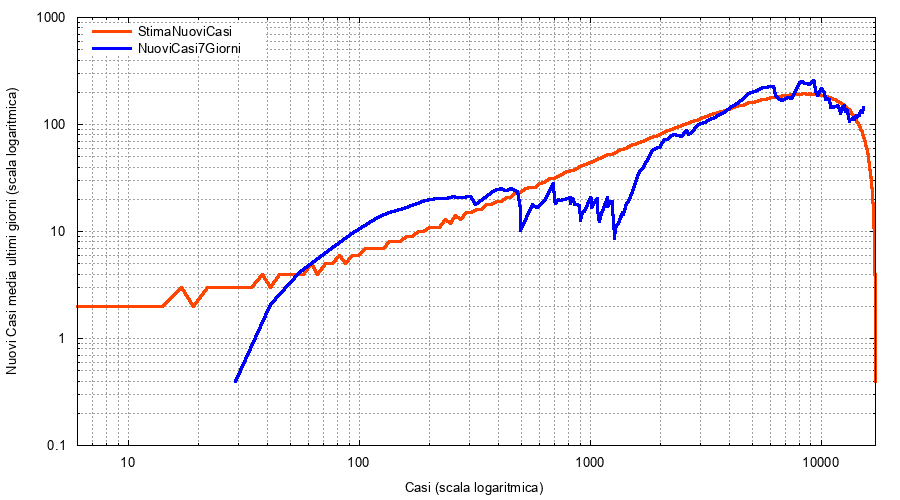 1000
StimaNuoviCasi
NuoviCasi7Giorni
100
10
1
0.1
Nuovi Casi media ultimi giorni (scala logaritmica)
10
100
1000
10000
Casi (scala logaritmica)